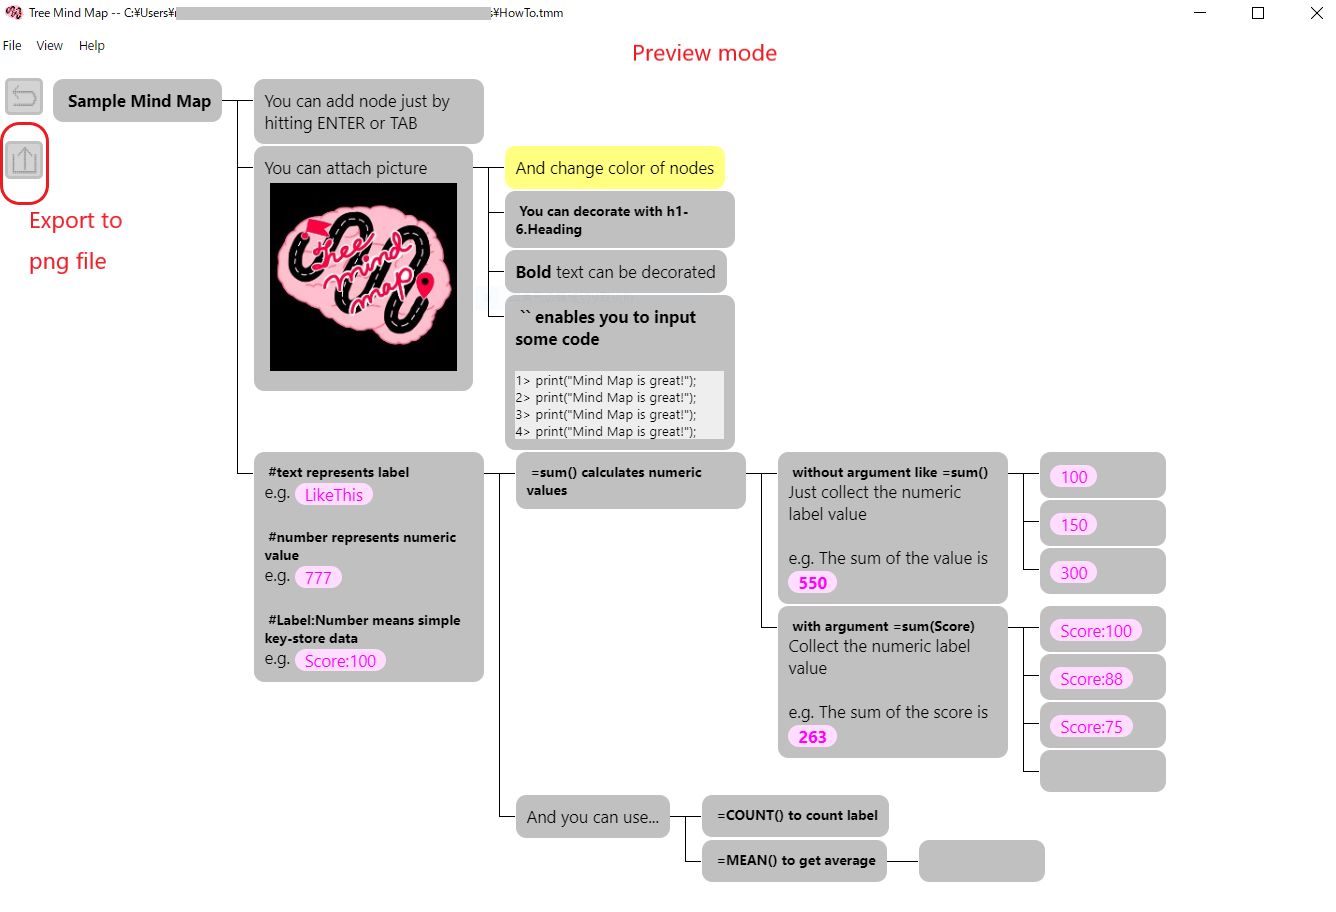 Tree Mind Map -- C:¥Users¥ ¥HowTo.tmm
File View Help
Preview mode
Export to
png file
Sample Mind Map
You can add node just by
hitting ENTER or TAB
You can attach picture
tree
mind
map
And change color of nodes
You can decorate with h1-
6.Heading
Bold text can be decorated
`` enables you to input
some code
1> print("Mind Map is great!");
2> print("Mind Map is great!");
3> print("Mind Map is great!");
4> print("Mind Map is great!");
#text represents label
e.g. LikeThis
#number represents numeric
value
e.g. 777
#Label:Number means simple
key-store data
e.g. Score:100
=sum() calculates numeric
values
without argument like =sum()
Just collect the numeric
label value
e.g. The sum of the value is
550
100
150
300
with argument =sum(Score)
Collect the numeric label
value
e.g. The sum of the score is
263
Score:100
Score:88
Score:75
And you can use...
=COUNT() to count label
=MEAN() to get average